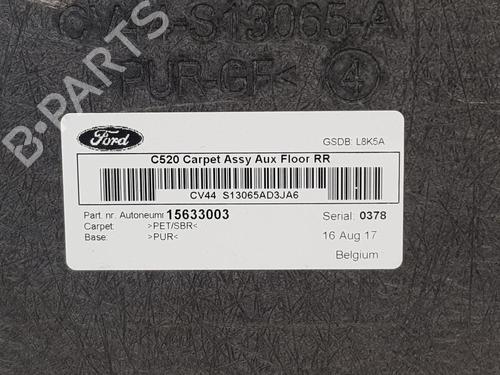 CV44-S13065-A
PUR-GF< 4
Ford
GSDB: L8K5A
C520 Carpet Assy Aux Floor RR
CV44 S13065AD3JA6
Part. nr. Autoneum: 15633003
Serial: 0378
Carpet: >PET/SBR<
Base: >PUR<
16 Aug 17
Belgium
B-PARTS